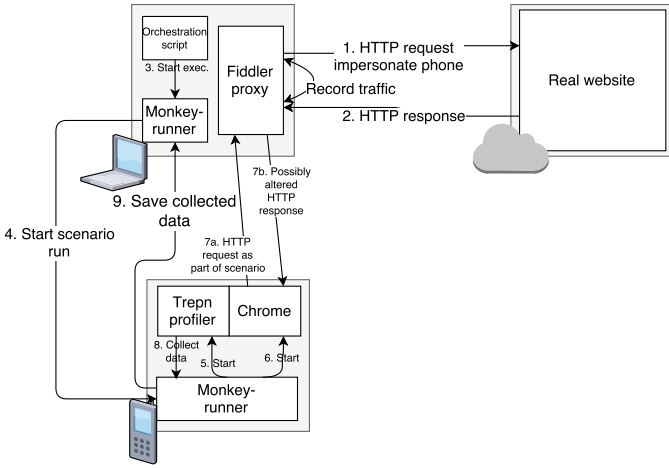 Orchestration
script
3. Start exec.
Monkey-
runner
Fiddler
proxy
1. HTTP request
impersonate phone
Record traffic
2. HTTP response
Real website
9. Save collected
data
7b. Possibly
altered
HTTP
response
4. Start scenario
run
7a. HTTP
request as
part of scenario
Trepn
profiler
Chrome
8. Collect
data
5. Start
6. Start
Monkey-
runner